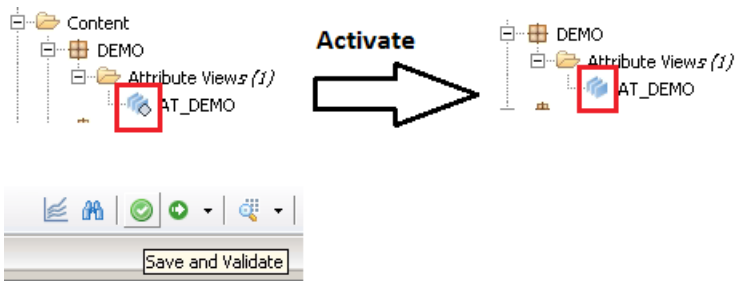 Content
DEMO
Attribute Views (1)
AT_DEMO
Activate
DEMO
Attribute Views (1)
AT_DEMO
Save and Validate